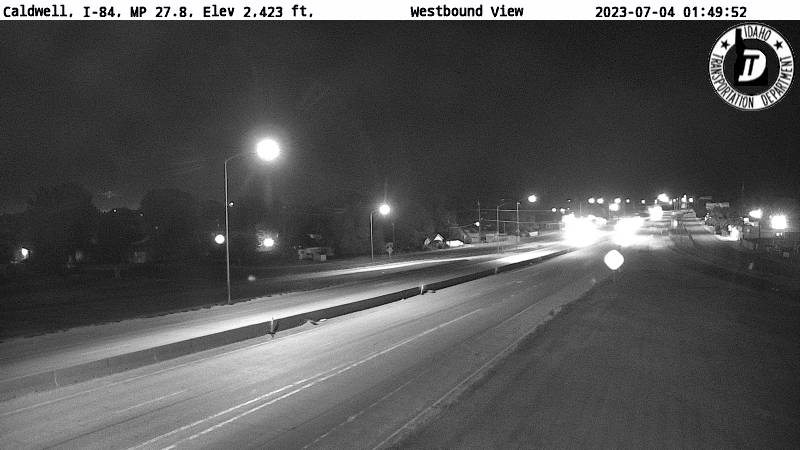 Caldwell, I-84, MP 27.8, Elev 2,423 ft, Westbound View 2023-07-04 01:49:52
IDAHO
TRANSPORTATION DEPARTMENT